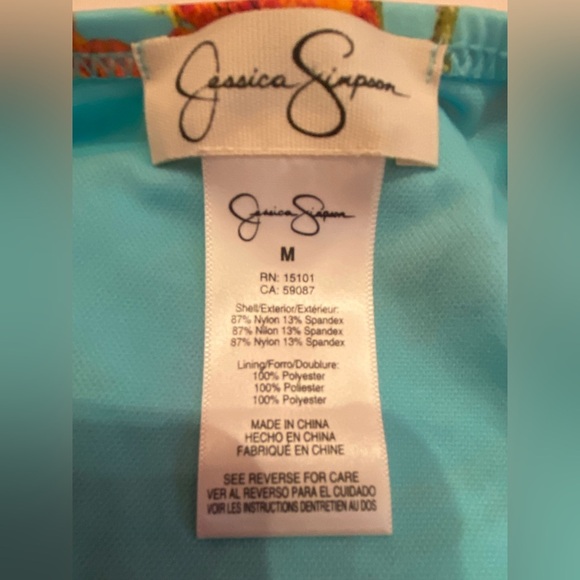 Jessica Simpson
Jessica Simpson
M
RN: 15101
CA: 59087
Shell/Exterior/Extérieur:
87% Nylon 13% Spandex
87% Nilon 13% Spandex
87% Nylon 13% Spandex
Lining/Forro/Doublure:
100% Polyester
100% Poliester
100% Polyester
MADE IN CHINA
HECHO EN CHINA
FABRIQUÉ EN CHINE
SEE REVERSE FOR CARE
VER AL REVERSO PARA EL CUIDADO
VOIR LES INSTRUCTIONS D'ENTRETIEN AU DOS